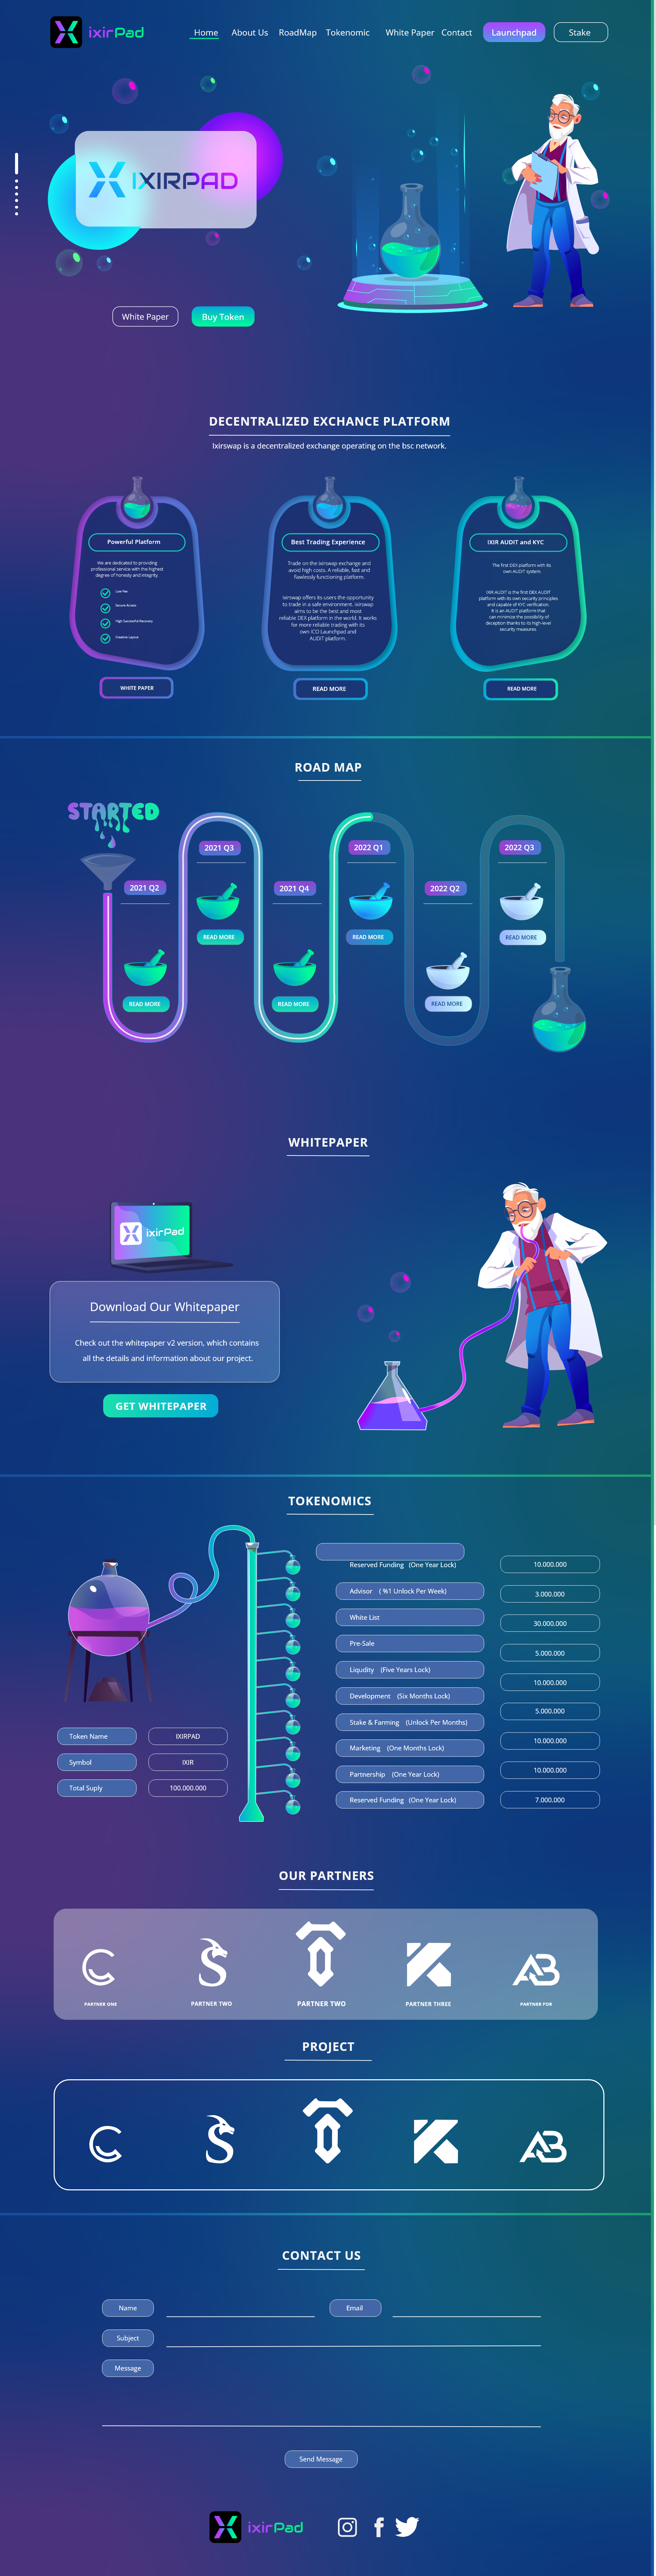 ixirPad
Home
About Us
RoadMap
Tokenomic
White Paper
Contact
Launchpad
Stake
IXIRPAD
White Paper
Buy Token
DECENTRALIZED EXCHANCE PLATFORM
Ixirswap is a decentralized exchange operating on the bsc network.
Powerful Platform
We are dedicated to providing
professional service with the highest
degree of honesty and integrity.
Low Fee
Secure Access
High Successful Recovery
Creative Layout
WHITE PAPER
Best Trading Experience
Trade on the ixirswap exchange and
avoid high costs. A reliable, fast and
flawlessly functioning platform.
Ixirswap offers its users the opportunity
to trade in a safe environment. ixirswap
aims to be the best and most
reliable DEX platform in the world. It works
for more reliable trading with its
own ICO Launchpad and
AUDIT platform.
READ MORE
IXIR AUDIT and KYC
The first DEX platform with its
own AUDIT system.
IXIR AUDIT is the first DEX AUDIT
platform with its own security principles
and capable of KYC verification.
It is an AUDIT platform that
can minimize the possibility of
deception thanks to its high-level
security measures.
READ MORE
ROAD MAP
STARTED
2021 Q2
READ MORE
2021 Q3
READ MORE
2021 Q4
READ MORE
2022 Q1
READ MORE
2022 Q2
READ MORE
2022 Q3
READ MORE
WHITEPAPER
ixirPad
Download Our Whitepaper
Check out the whitepaper v2 version, which contains
all the details and information about our project.
GET WHITEPAPER
TOKENOMICS
Token Name
IXIRPAD
Symbol
IXIR
Total Suply
100.000.000
Reserved Funding (One Year Lock)
10.000.000
Advisor ( %1 Unlock Per Week)
3.000.000
White List
30.000.000
Pre-Sale
5.000.000
Liqudity (Five Years Lock)
10.000.000
Development (Six Months Lock)
5.000.000
Stake & Farming (Unlock Per Months)
10.000.000
Marketing (One Months Lock)
10.000.000
Partnership (One Year Lock)
7.000.000
Reserved Funding (One Year Lock)
OUR PARTNERS
PARTNER ONE
PARTNER TWO
PARTNER TWO
PARTNER THREE
PARTNER FOR
PROJECT
CONTACT US
Name
Email
Subject
Message
Send Message
ixirPad